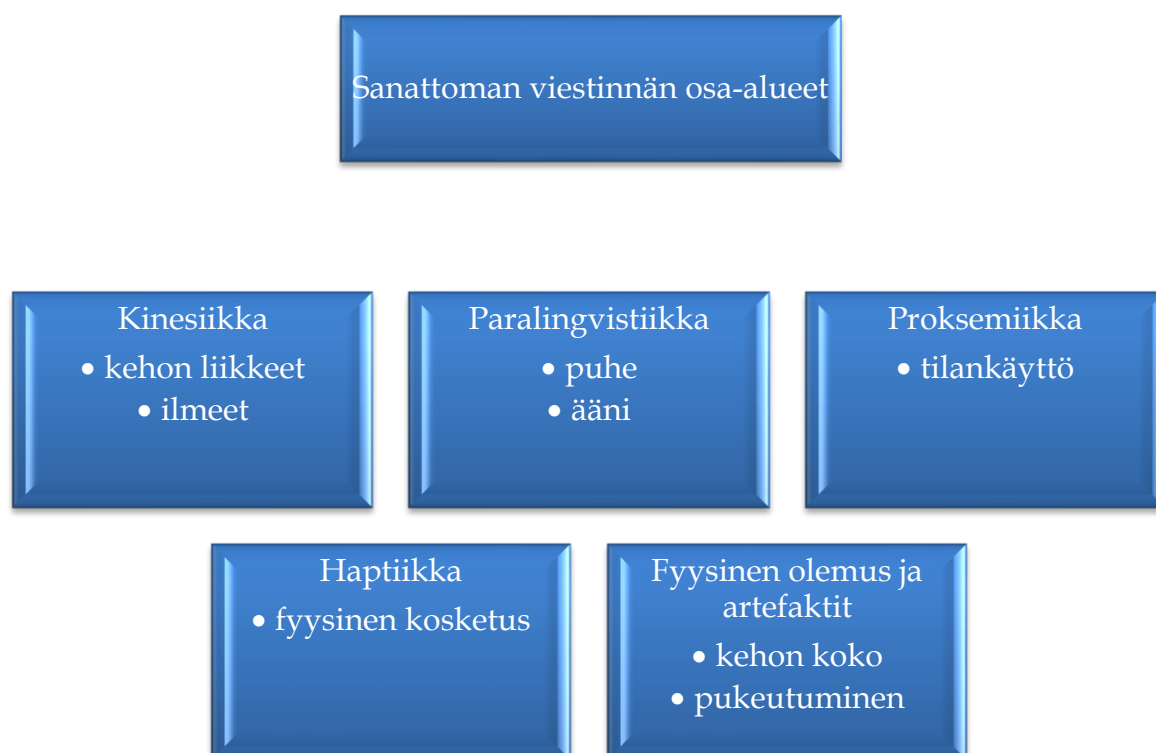 Sanattoman viestinnän osa-alueet
Kinesiikka
• kehon liikkeet
• ilmeet
Paralingvistiikka
• puhe
• ääni
Proksemiikka
• tilankäyttö
Haptiikka
• fyysinen kosketus
Fyysinen olemus ja
artefaktit
• kehon koko
• pukeutuminen